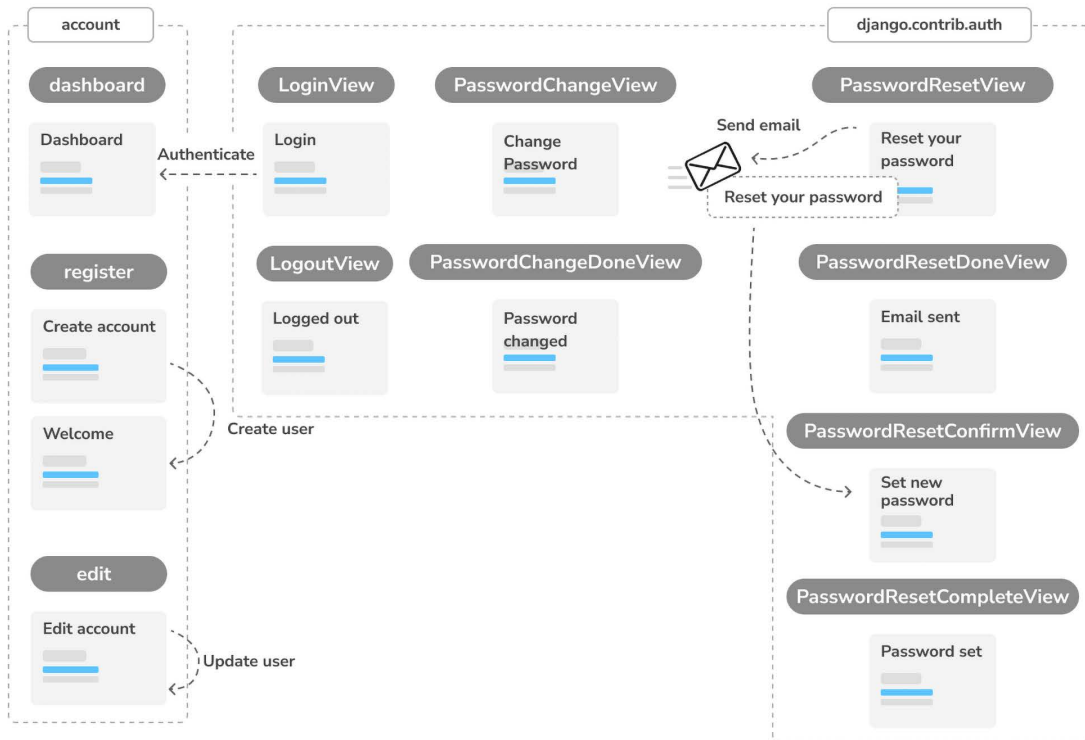 account
django.contrib.auth
dashboard
LoginView
PasswordChangeView
PasswordResetView
Dashboard
Authenticate
Login
Change
Password
Send email
Reset your password
Reset your
password
register
LogoutView
PasswordChangeDoneView
PasswordResetDoneView
Create account
Logged out
Password
changed
Email sent
Welcome
Create user
PasswordResetConfirmView
Set new
password
edit
PasswordResetCompleteView
Edit account
Update user
Password set